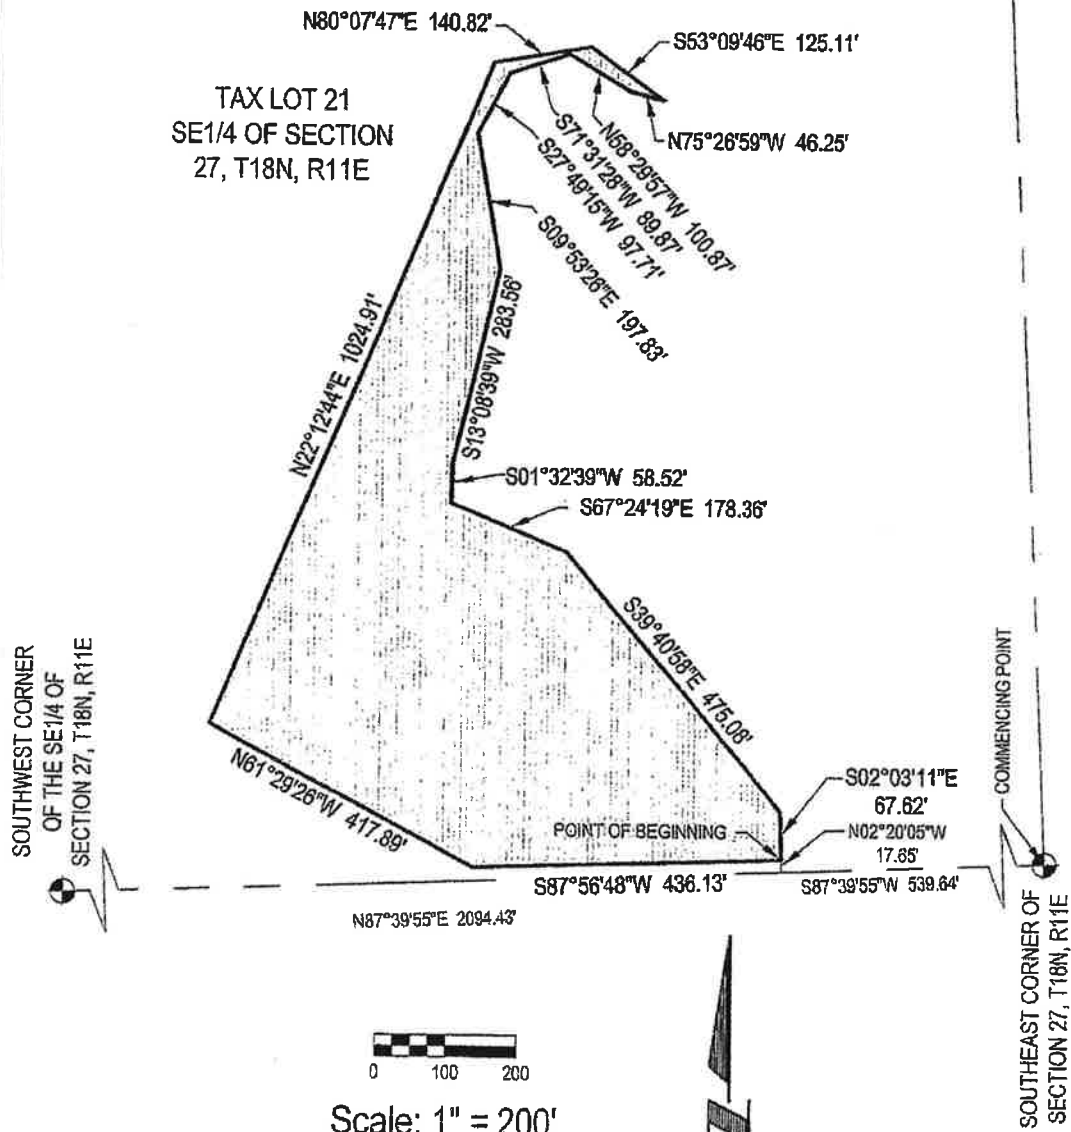 N80°07'47"E 140.82'
S53°09'46"E 125.11'
TAX LOT 21
SE1/4 OF SECTION
27, T18N, R11E
N75°26'59"W 46.25'
N58°29'57"W 100.87'
S71°31'28"W 89.87'
S27°49'15"W 97.71'
S09°53'26"E 197.83'
N22°12'44"E 1024.91'
S13°08'39"W 283.56'
S01°32'39"W 58.52'
S67°24'19"E 178.36'
S39°40'58"E 475.08'
SOUTHWEST CORNER
OF THE SE1/4 OF
SECTION 27, T18N, R11E
N61°29'26"W 417.89'
COMMENCING POINT
S02°03'11"E
67.62'
POINT OF BEGINNING
N02°20'05"W
17.65'
S87°56'48"W 436.13'
S87°39'55"W 539.64'
N87°39'55"E 2094.43'
SOUTHEAST CORNER OF
SECTION 27, T18N, R11E
0 100 200
Scale: 1" = 200'